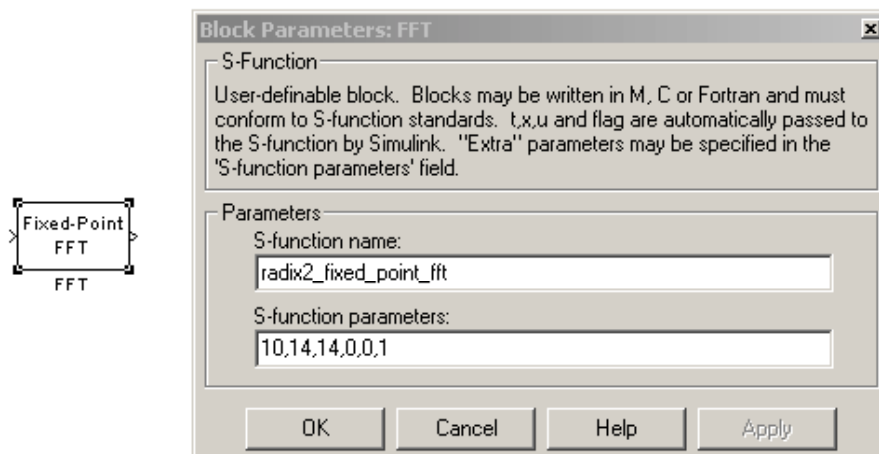 Block Parameters: FFT
S-Function
User-definable block.  Blocks may be written in M, C or Fortran and must
conform to S-function standards.  t,x,u and flag are automatically passed to
the S-function by Simulink.  "Extra" parameters may be specified in the
'S-function parameters' field.
Fixed-Point
FFT
FFT
Parameters
S-function name:
radix2_fixed_point_fft
S-function parameters:
10,14,14,0,0,1
OK
Cancel
Help
Apply